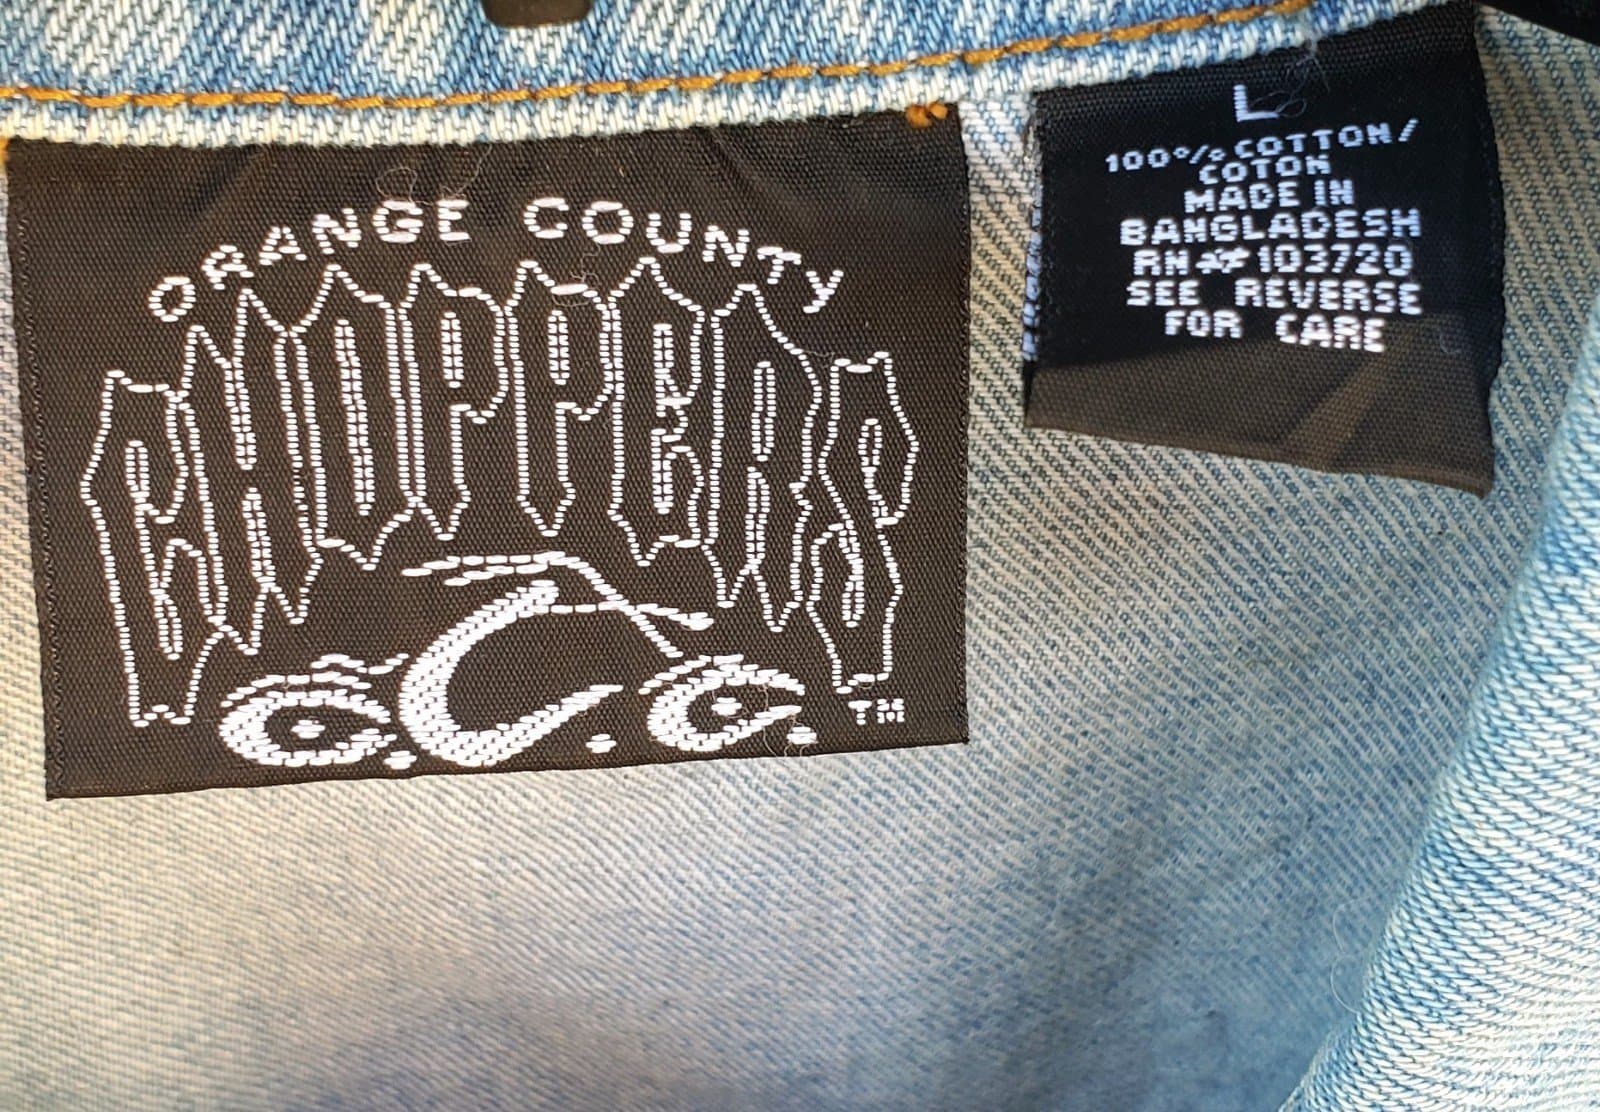 ORANGE COUNTY
CHOPPERS
O.C.C.
TM
L
100% COTTON/
COTON
MADE IN
BANGLADESH
RN # 103720
SEE REVERSE
FOR CARE